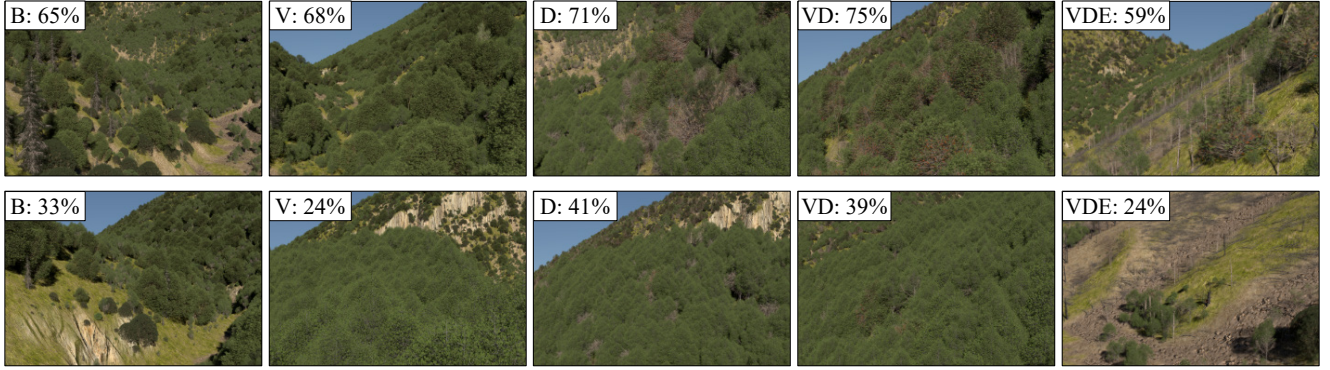 B: 65%
V: 68%
D: 71%
VD: 75%
VDE: 59%
B: 33%
V: 24%
D: 41%
VD: 39%
VDE: 24%